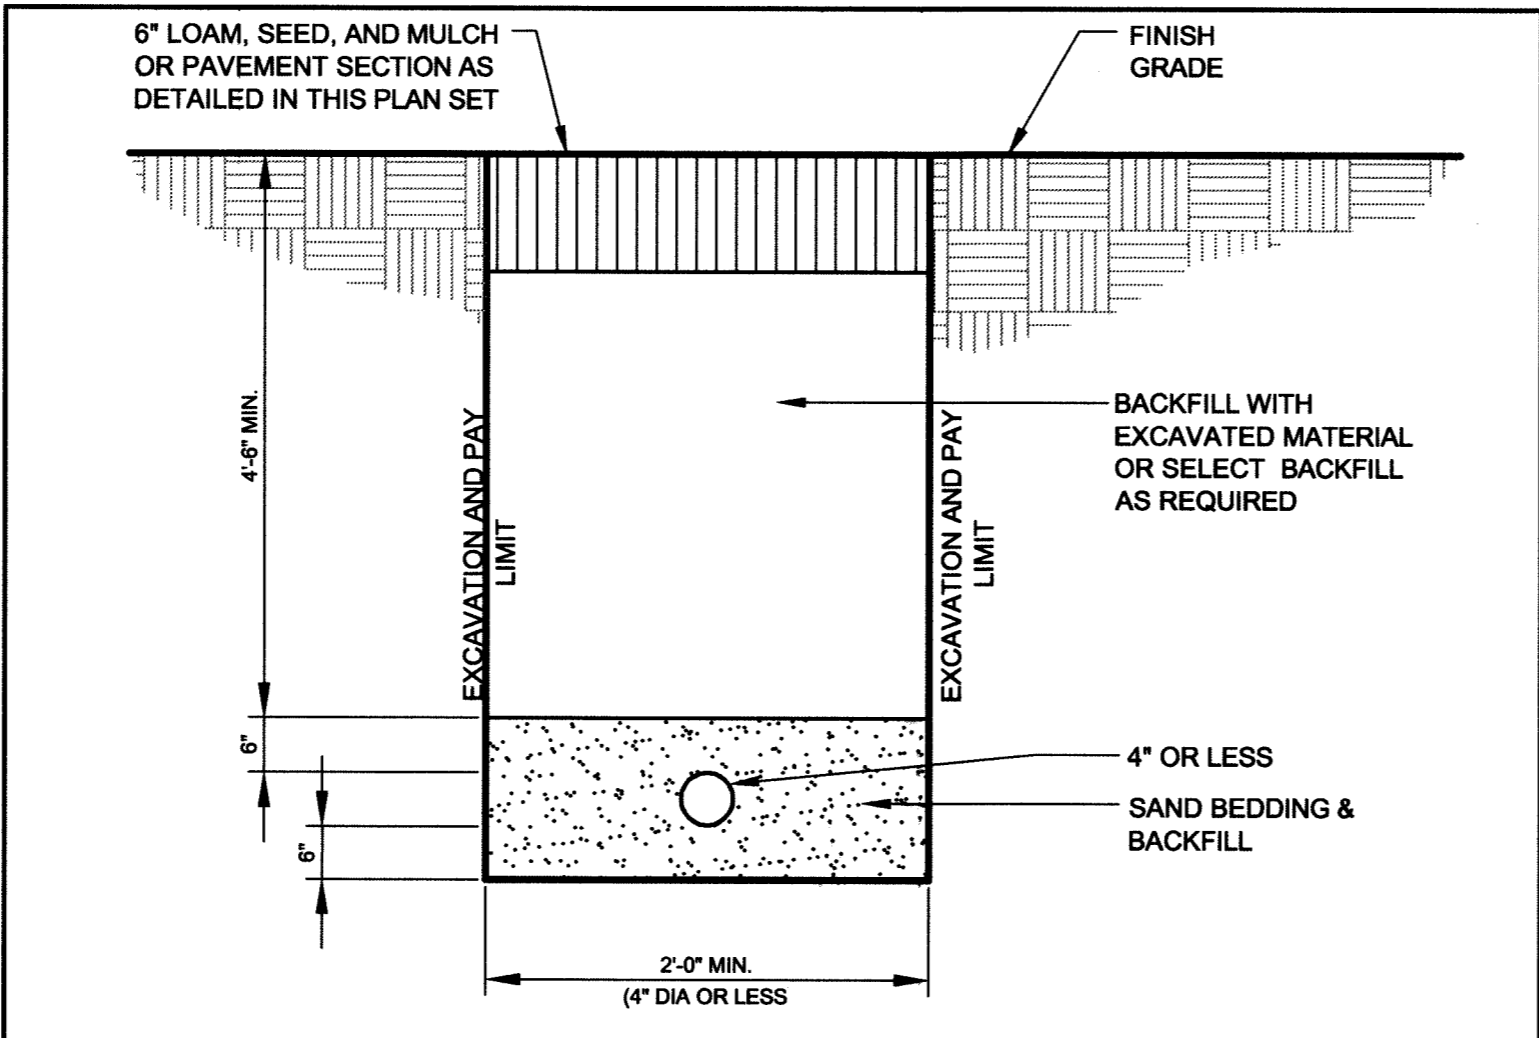 6" LOAM, SEED, AND MULCH
OR PAVEMENT SECTION AS
DETAILED IN THIS PLAN SET
FINISH
GRADE
4'-6" MIN.
EXCAVATION AND PAY
LIMIT
EXCAVATION AND PAY
LIMIT
BACKFILL WITH
EXCAVATED MATERIAL
OR SELECT BACKFILL
AS REQUIRED
6"
4" OR LESS
SAND BEDDING &
BACKFILL
6"
2'-0" MIN.
(4" DIA OR LESS